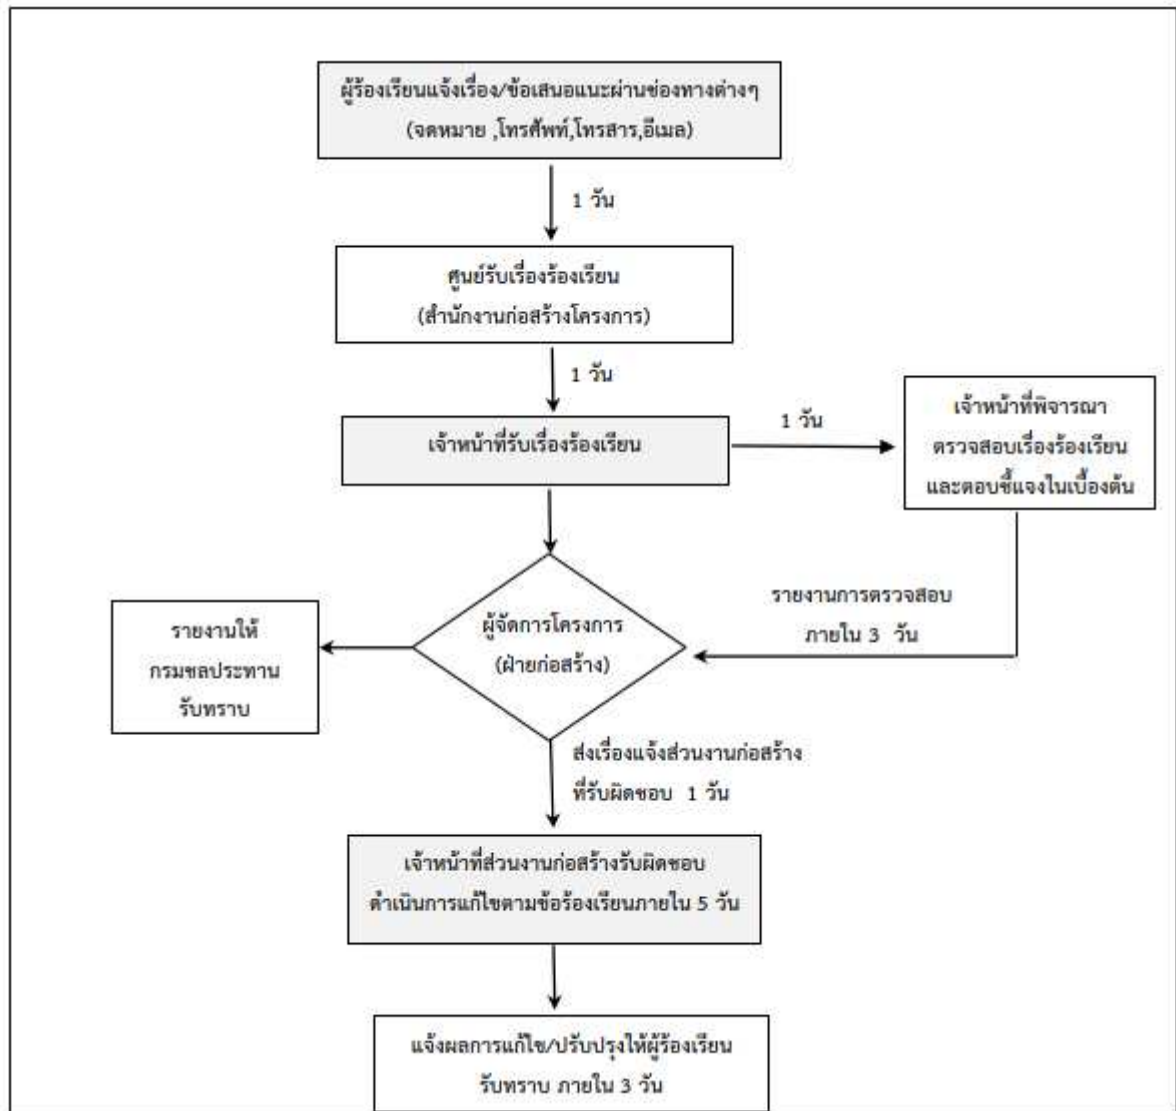 ผู้ร้องเรียนแจ้งเรื่อง/ข้อเสนอแนะผ่านช่องทางต่างๆ
(จดหมาย ,โทรศัพท์,โทรสาร,อีเมล)
1 วัน
ศูนย์รับเรื่องร้องเรียน
(สำนักงานก่อสร้างโครงการ)
1 วัน
เจ้าหน้าที่รับเรื่องร้องเรียน
1 วัน
เจ้าหน้าที่พิจารณา
ตรวจสอบเรื่องร้องเรียน
และตอบชี้แจงในเบื้องต้น
รายงานการตรวจสอบ
ภายใน 3 วัน
ผู้จัดการโครงการ
(ฝ่ายก่อสร้าง)
รายงานให้
กรมชลประทาน
รับทราบ
ส่งเรื่องแจ้งส่วนงานก่อสร้าง
ที่รับผิดชอบ 1 วัน
เจ้าหน้าที่ส่วนงานก่อสร้างรับผิดชอบ
ดำเนินการแก้ไขตามข้อร้องเรียนภายใน 5 วัน
แจ้งผลการแก้ไข/ปรับปรุงให้ผู้ร้องเรียน
รับทราบ ภายใน 3 วัน